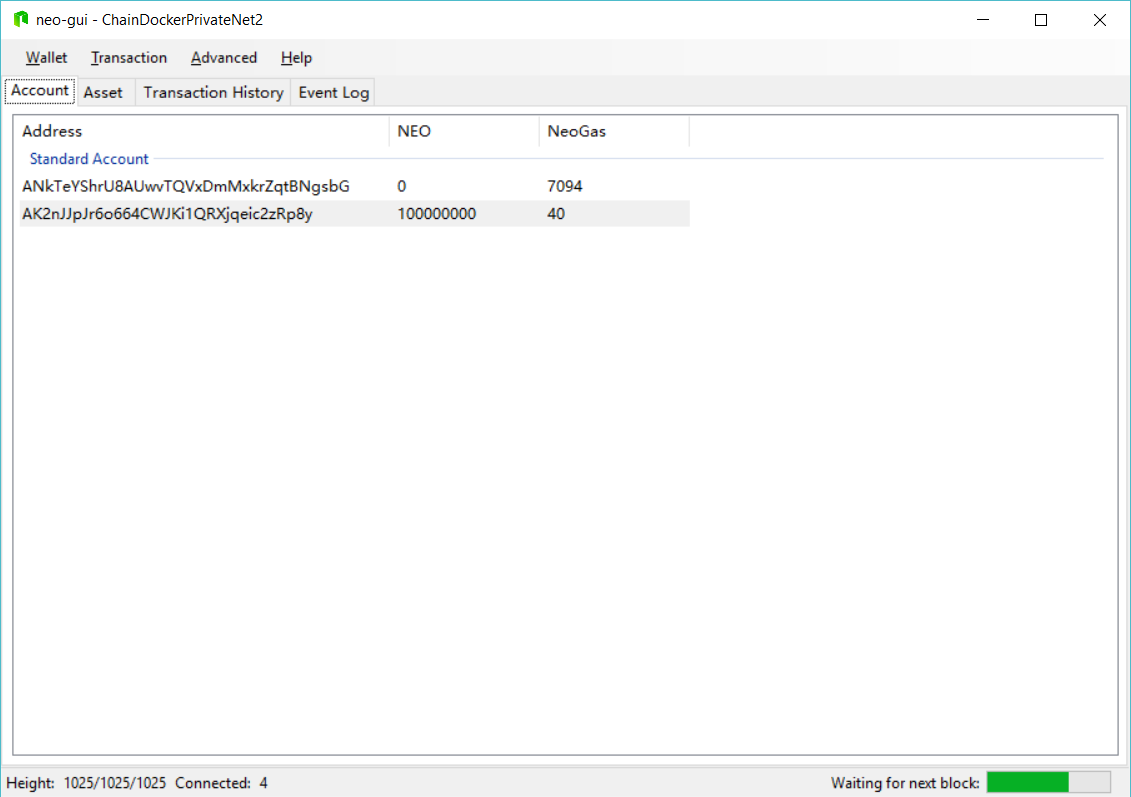 neo-gui - ChainDockerPrivateNet2
Wallet Transaction Advanced Help
Account Asset Transaction History Event Log
Address NEO NeoGas
Standard Account
ANkTeYShrU8AUwvTQVxDmMxkrZqtBNgsbG 0 7094
AK2nJJpJr6o664CWJKi1QRXjqeic2zRp8y 100000000 40
Height: 1025/1025/1025 Connected: 4 Waiting for next block: